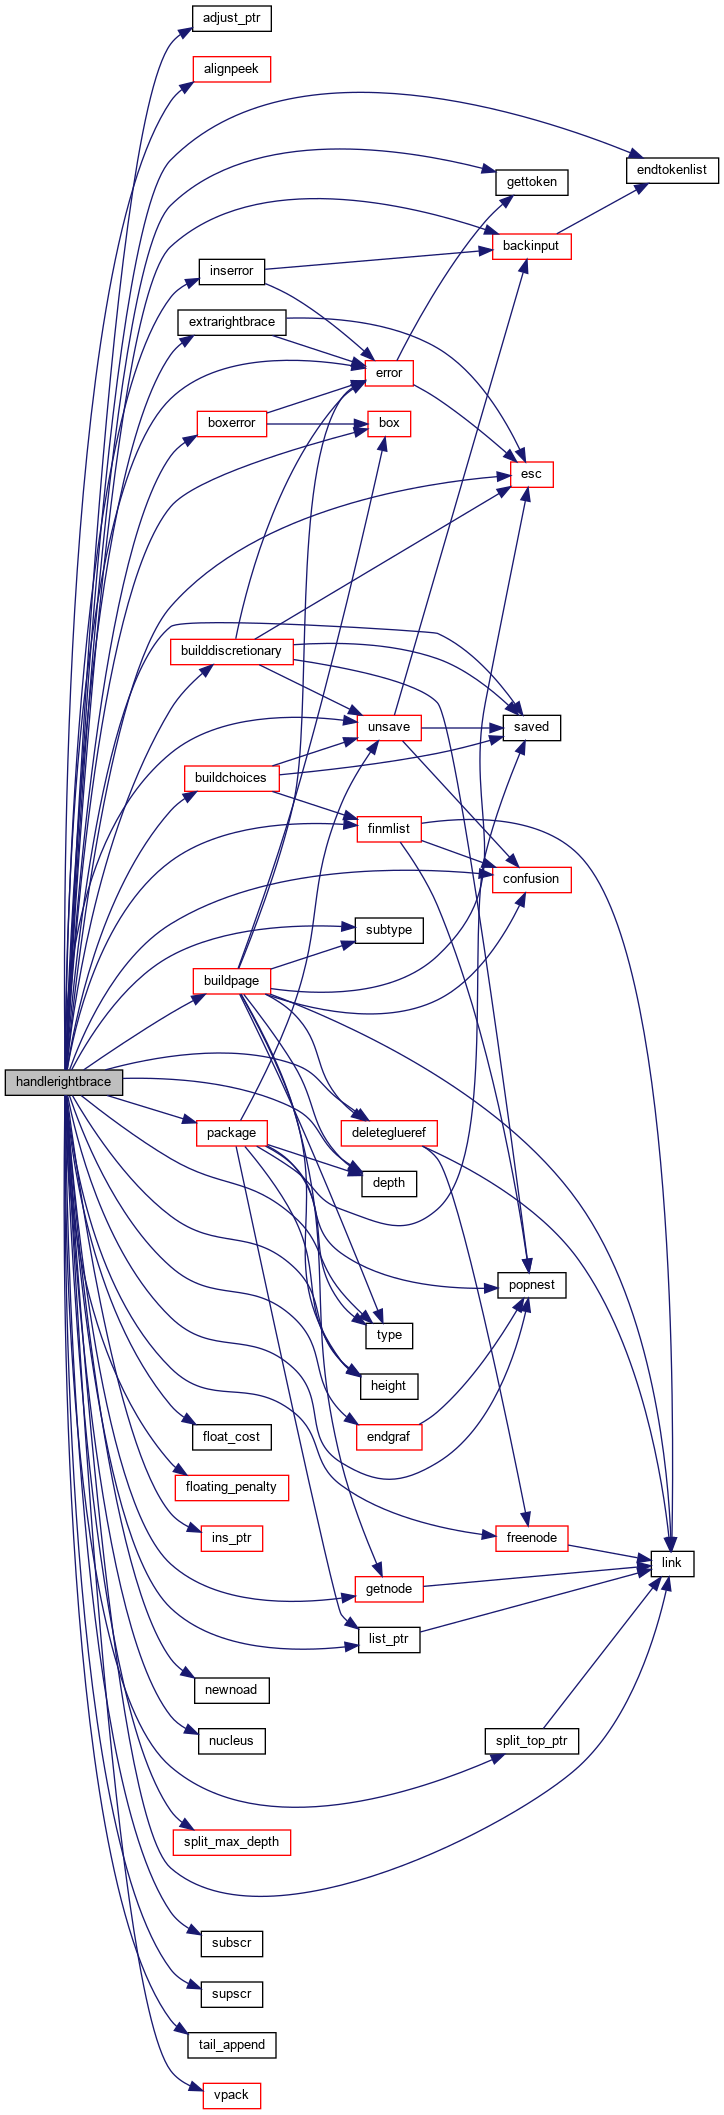 adjust_ptr
alignpeek
endtokenlist
gettoken
backinput
inserror
extrarightbrace
error
boxerror
box
esc
builddiscretionary
unsave
saved
buildchoices
finmlist
confusion
subtype
buildpage
handlerightbrace
package
deleteglueref
depth
popnest
type
height
float_cost
endgraf
floating_penalty
ins_ptr
freenode
link
getnode
list_ptr
newnoad
nucleus
split_top_ptr
split_max_depth
subscr
supscr
tail_append
vpack